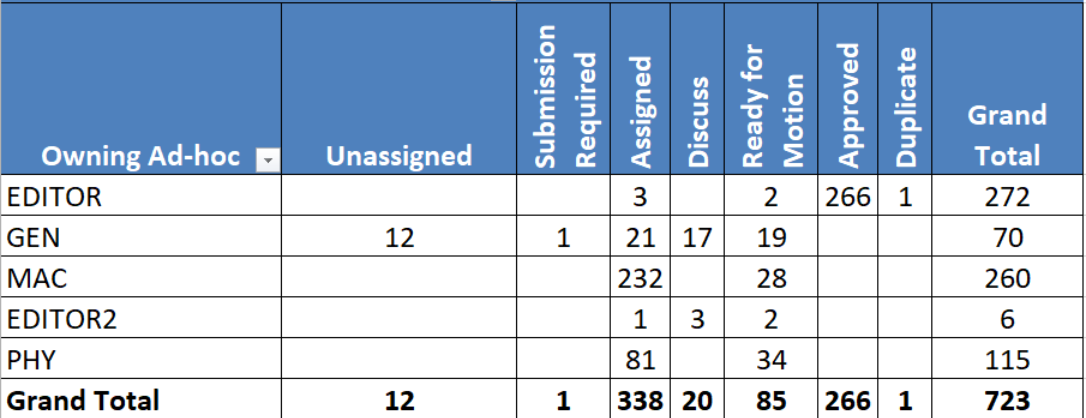 Owning Ad-hoc Unassigned Submission Required Assigned Discuss Ready for Motion Approved Duplicate Grand Total
EDITOR 3 2 266 1 272
GEN 12 1 21 17 19 70
MAC 232 28 260
EDITOR2 1 3 2 6
PHY 81 34 115
Grand Total 12 1 338 20 85 266 1 723